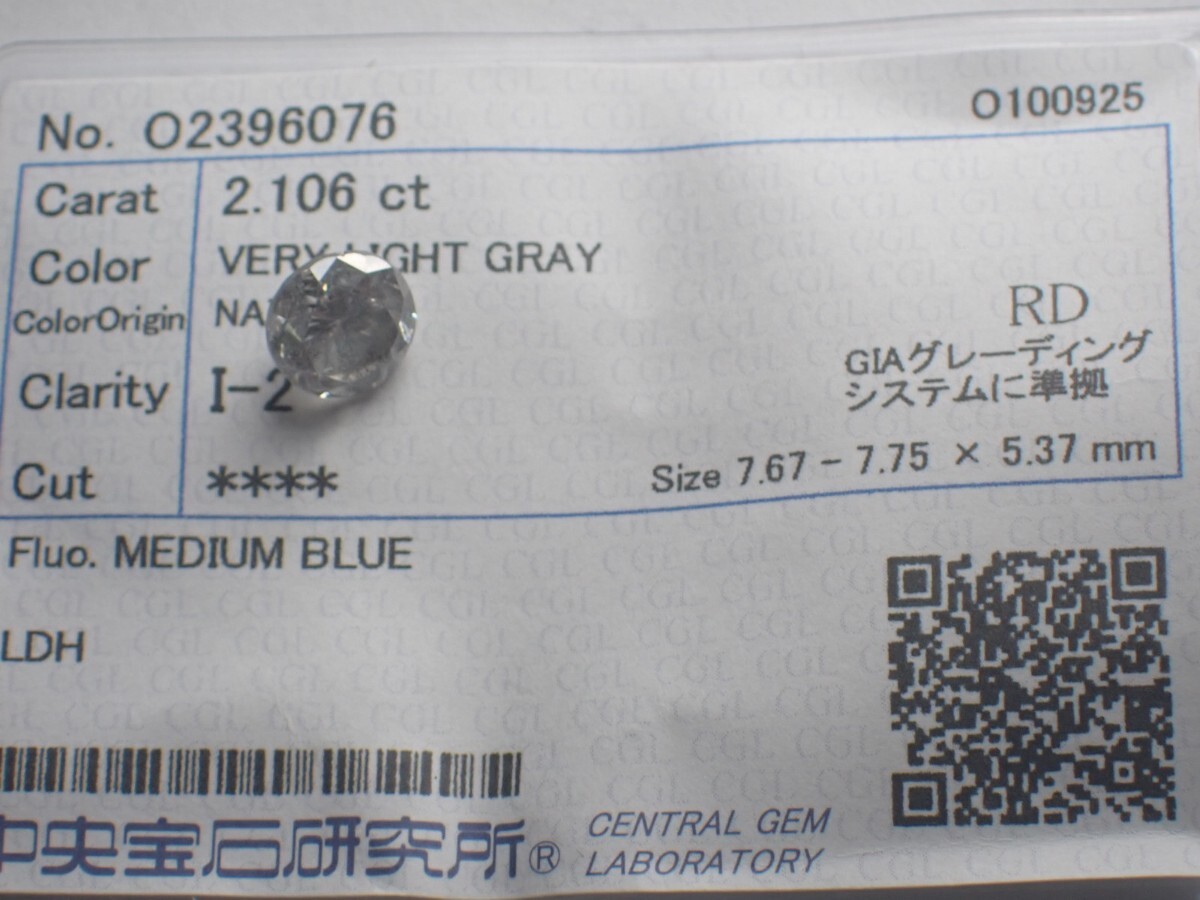 No. O2396076
O100925
Carat 2.106 ct
Color VERY LIGHT GRAY
ColorOrigin
RD
GIAグレーディング
システムに準拠
Clarity I-2
Cut ****
Size 7.67 - 7.75 × 5.37 mm
Fluo. MEDIUM BLUE
LDH
中央宝石研究所®
CENTRAL GEM
LABORATORY